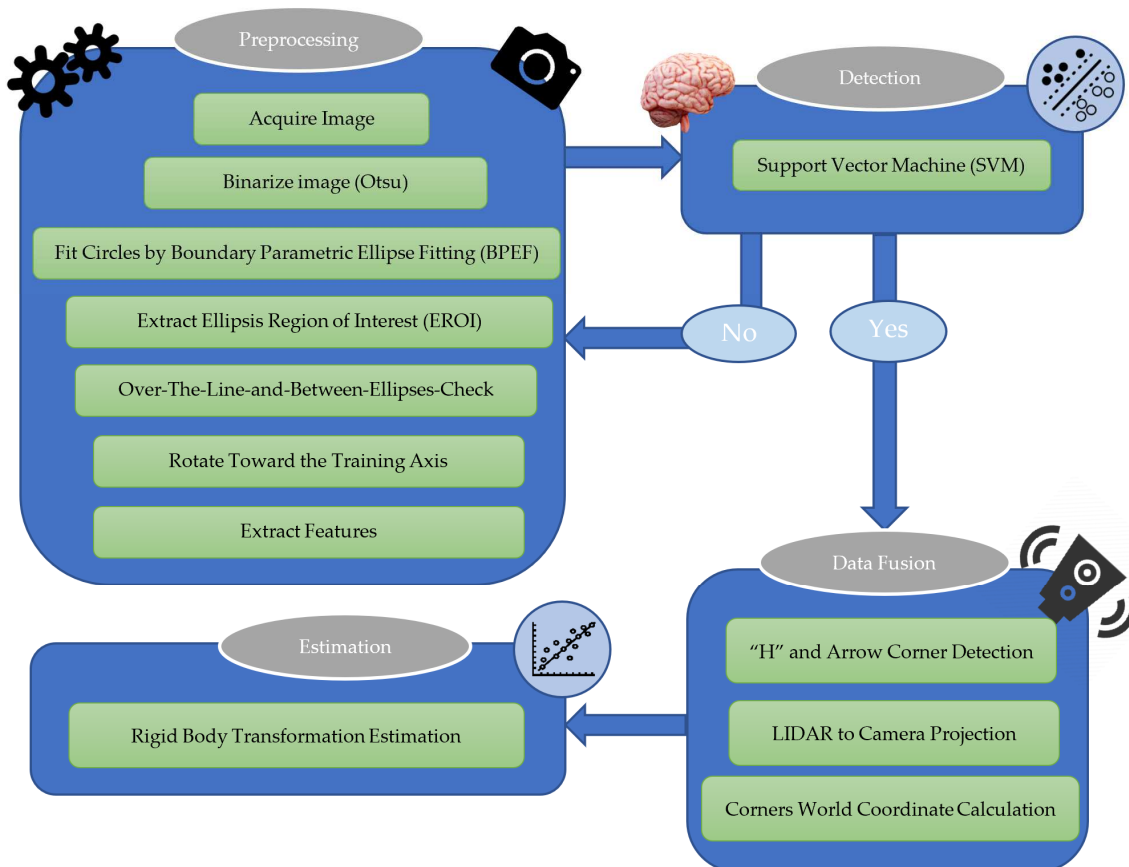 Preprocessing
Acquire Image
Binarize image (Otsu)
Fit Circles by Boundary Parametric Ellipse Fitting (BPEF)
Extract Ellipsis Region of Interest (EROI)
Over-The-Line-and-Between-Ellipses-Check
Rotate Toward the Training Axis
Extract Features
Detection
Support Vector Machine (SVM)
No
Yes
Data Fusion
“H” and Arrow Corner Detection
LIDAR to Camera Projection
Corners World Coordinate Calculation
Estimation
Rigid Body Transformation Estimation